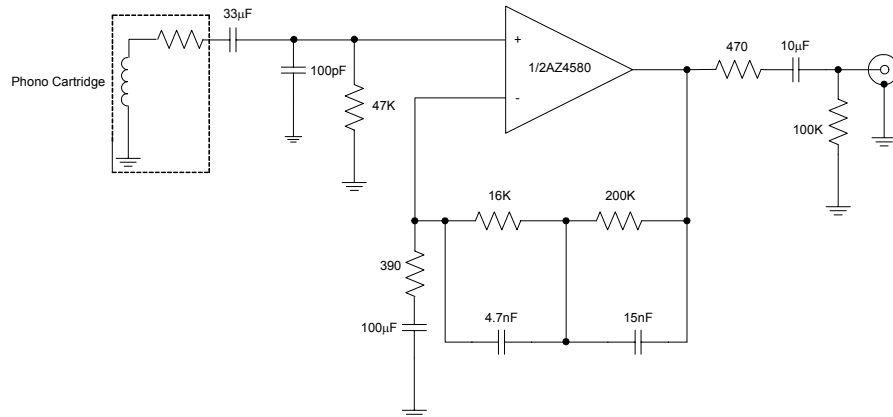 33µF
Phono Cartridge
100pF
47K
+
-
1/2AZ4580
470
10µF
100K
16K
200K
390
100µF
4.7nF
15nF